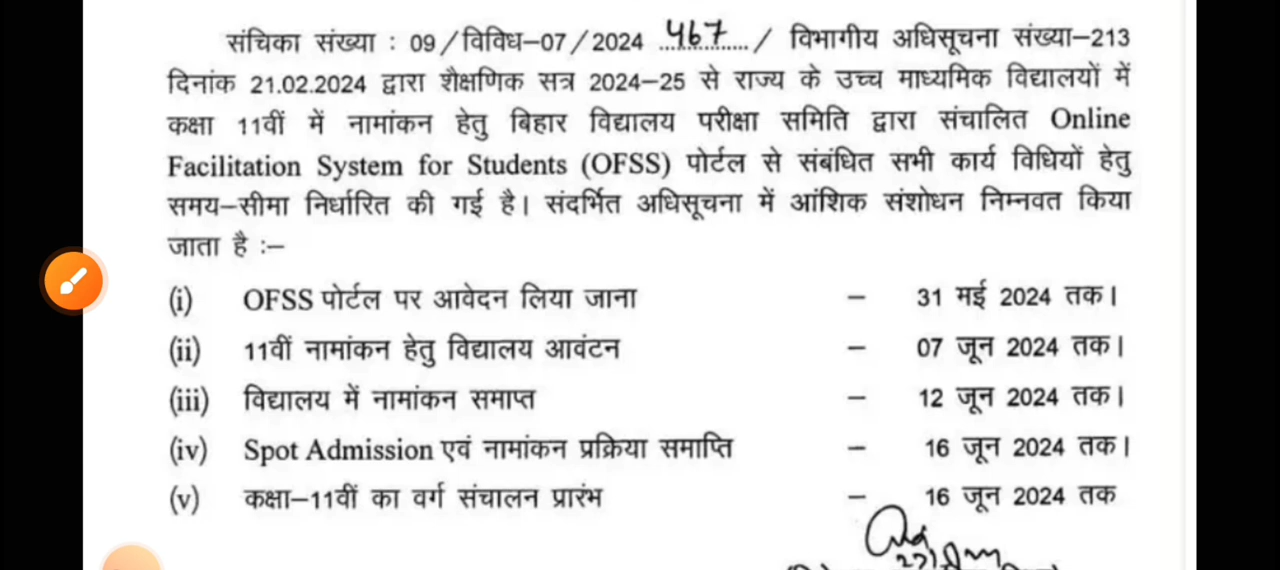 संचिका संख्या : 09/विविध–07/2024 467/ विभागीय अधिसूचना संख्या–213
दिनांक 21.02.2024 द्वारा शैक्षणिक सत्र 2024–25 से राज्य के उच्च माध्यमिक विद्यालयों में
कक्षा 11वीं में नामांकन हेतु बिहार विद्यालय परीक्षा समिति द्वारा संचालित Online
Facilitation System for Students (OFSS) पोर्टल से संबंधित सभी कार्य विधियों हेतु
समय–सीमा निर्धारित की गई है। संदर्भित अधिसूचना में आंशिक संशोधन निम्नवत किया
जाता है :–
(i) OFSS पोर्टल पर आवेदन लिया जाना – 31 मई 2024 तक।
(ii) 11वीं नामांकन हेतु विद्यालय आवंटन – 07 जून 2024 तक।
(iii) विद्यालय में नामांकन समाप्त – 12 जून 2024 तक।
(iv) Spot Admission एवं नामांकन प्रक्रिया समाप्ति – 16 जून 2024 तक।
(v) कक्षा–11वीं का वर्ग संचालन प्रारंभ – 16 जून 2024 तक